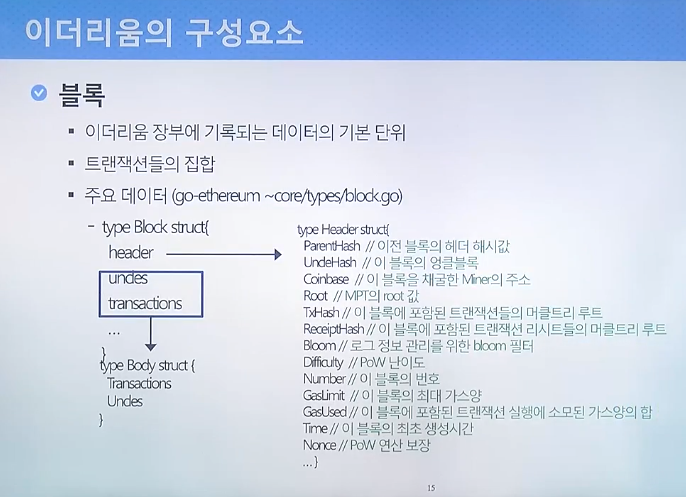 이더리움의 구성요소
블록
▪ 이더리움 장부에 기록되는 데이터의 기본 단위
▪ 트랜잭션들의 집합
▪ 주요 데이터 (go-ethereum ~core/types/block.go)
– type Block struct{
header
uncles
transactions
...
}
type Body struct {
Transactions
Uncles
}
type Header struct{
ParentHash // 이전 블록의 헤더 해시값
UncleHash // 이 블록의 엉클블록
Coinbase // 이 블록을 채굴한 Miner의 주소
Root // MPT의 root 값
TxHash // 이 블록에 포함된 트랜잭션들의 머클트리 루트
ReceiptHash // 이 블록에 포함된 트랜잭션 리시트들의 머클트리 루트
Bloom // 로그 정보 관리를 위한 bloom 필터
Difficulty // PoW 난이도
Number // 이 블록의 번호
GasLimit // 이 블록의 최대 가스양
GasUsed // 이 블록에 포함된 트랜잭션 실행에 소모된 가스양의 합
Time // 이 블록의 최초 생성시간
Nonce // PoW 연산 보장
... }
15